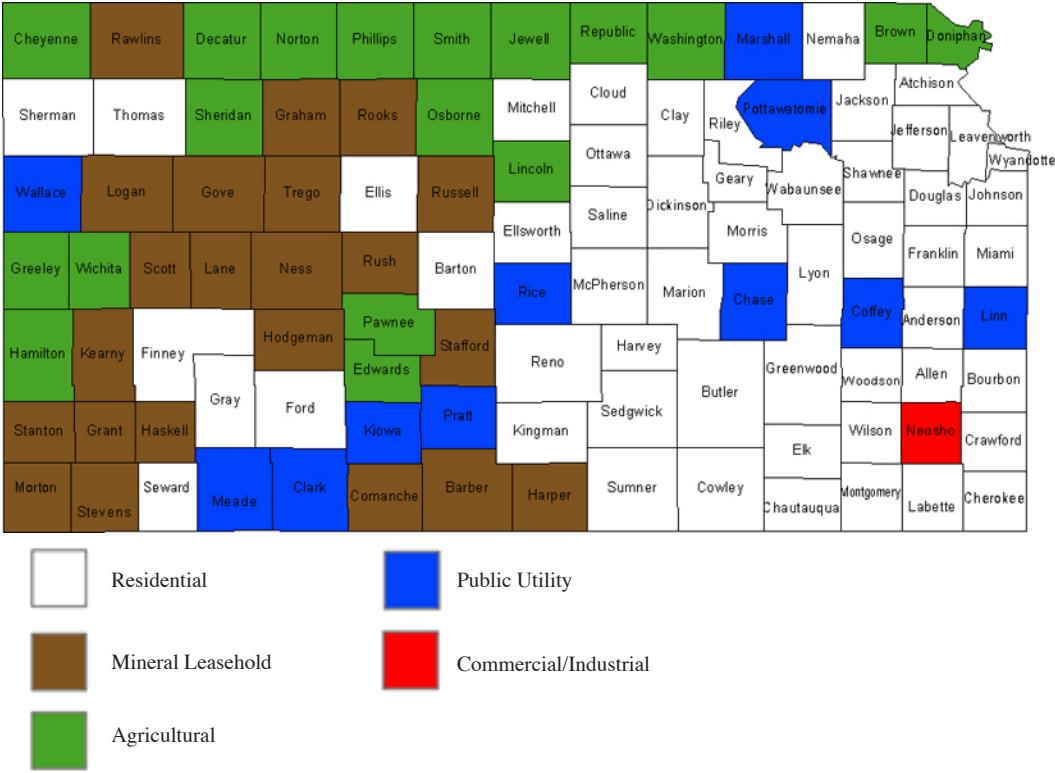 Cheyenne
Rawlins
Decatur
Norton
Phillips
Smith
Jewell
Republic
Washington
Marshall
Nemaha
Brown
Doniphan
Sherman
Thomas
Sheridan
Graham
Rooks
Osborne
Mitchell
Cloud
Clay
Riley
Pottawatomie
Jackson
Atchison
Jefferson
Leavenworth
Wyandotte
Wallace
Logan
Gove
Trego
Ellis
Russell
Lincoln
Ottawa
Geary
Wabaunsee
Shawnee
Douglas
Johnson
Greeley
Wichita
Scott
Lane
Ness
Rush
Barton
Ellsworth
Saline
Dickinson
Morris
Osage
Franklin
Miami
Hamilton
Kearny
Finney
Hodgeman
Pawnee
Edwards
Stafford
Rice
McPherson
Marion
Chase
Lyon
Coffey
Anderson
Linn
Gray
Ford
Reno
Harvey
Butler
Greenwood
Woodson
Allen
Bourbon
Stanton
Grant
Haskell
Kiowa
Pratt
Kingman
Sedgwick
Elk
Wilson
Neosho
Crawford
Morton
Stevens
Seward
Meade
Clark
Comanche
Barber
Harper
Sumner
Cowley
Chautauqua
Montgomery
Labette
Cherokee
Residential
Public Utility
Mineral Leasehold
Commercial/Industrial
Agricultural